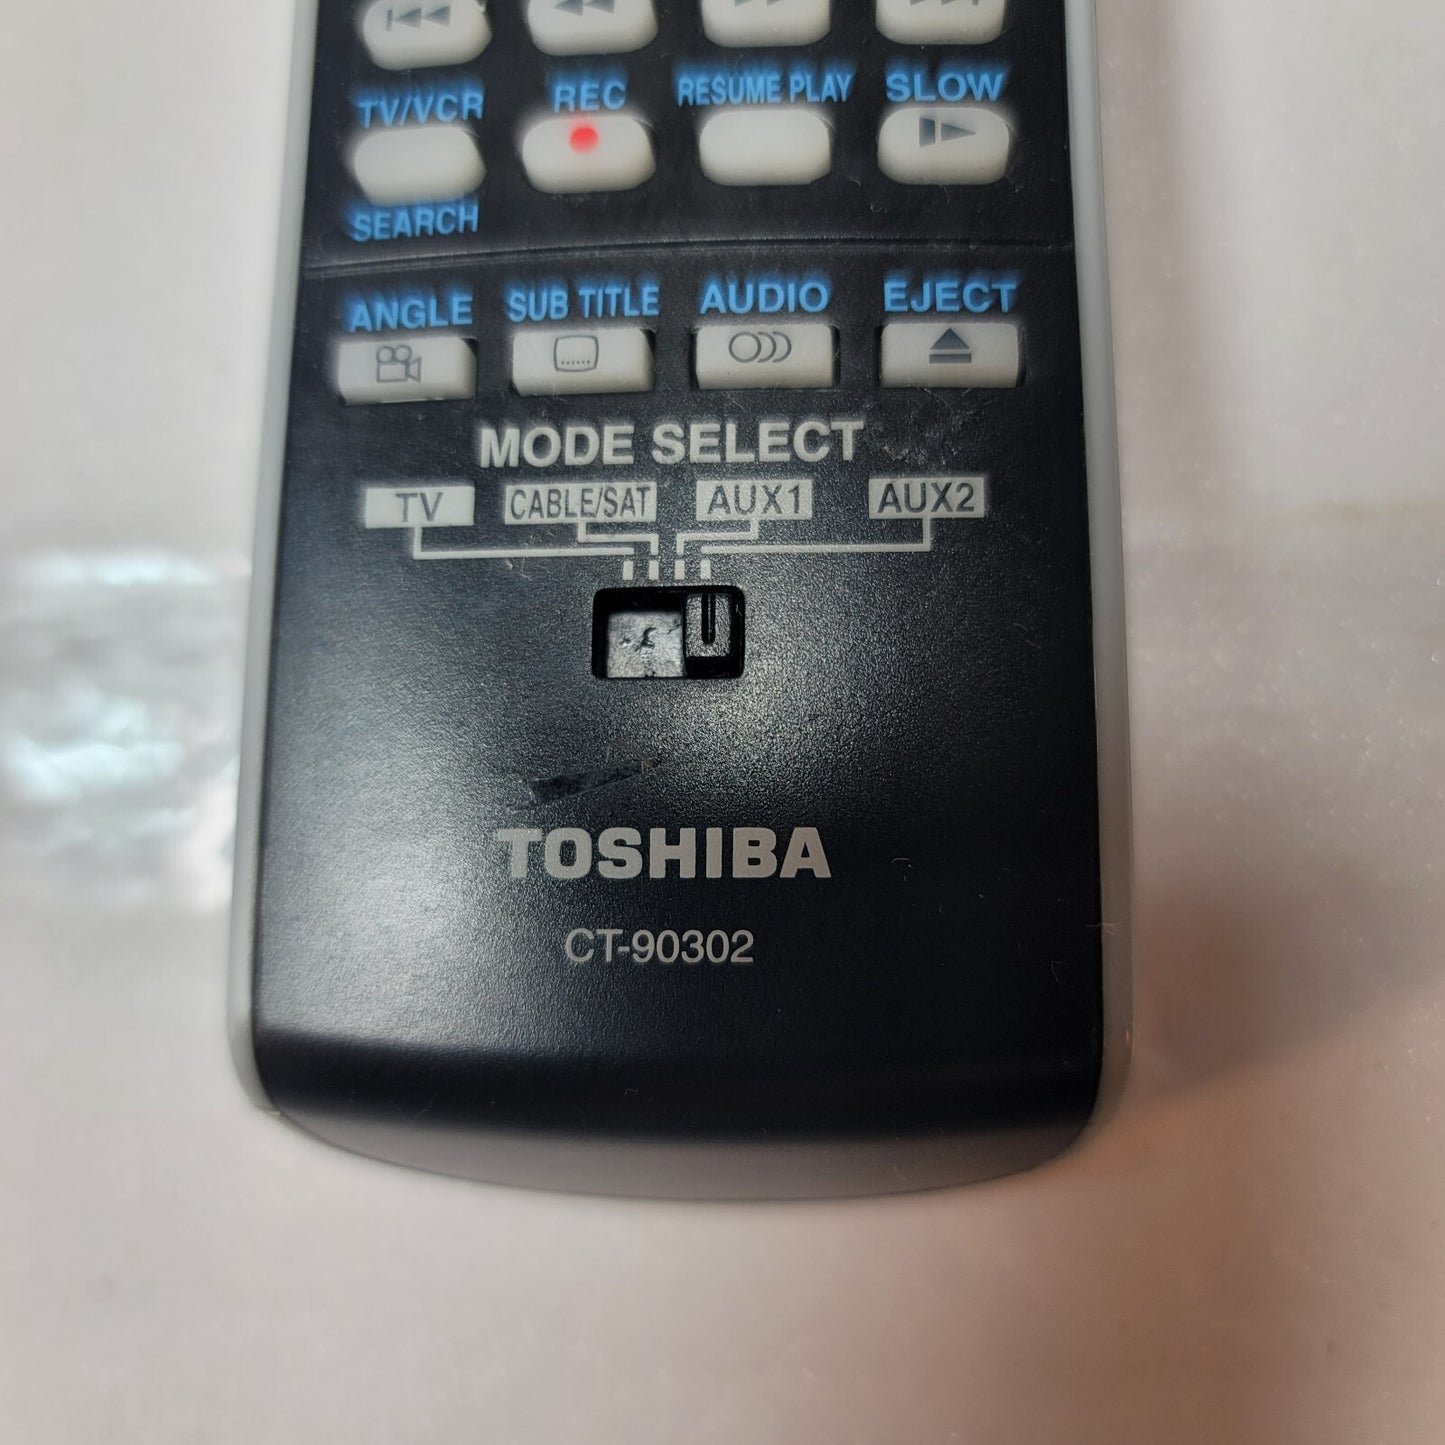 TV/VCR REC RESUME PLAY SLOW
SEARCH
ANGLE SUB TITLE AUDIO EJECT
MODE SELECT
TV CABLE/SAT AUX1 AUX2
TOSHIBA
CT-90302